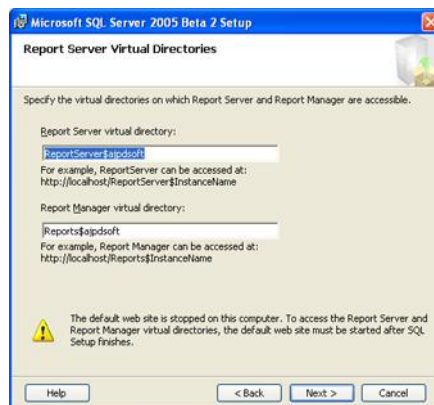 Microsoft SQL Server 2005 Beta 2 Setup
Report Server Virtual Directories
Specify the virtual directories on which Report Server and Report Manager are accessible.
Report Server virtual directory:
ReportServer$ajpdsoft
For example, ReportServer can be accessed at:
http://localhost/ReportServer$InstanceName
Report Manager virtual directory:
Reports$ajpdsoft
For example, Report Manager can be accessed at:
http://localhost/Reports$InstanceName
The default web site is stopped on this computer. To access the Report Server and
Report Manager virtual directories, the default web site must be started after SQL
Setup finishes.
Help
< Back
Next >
Cancel